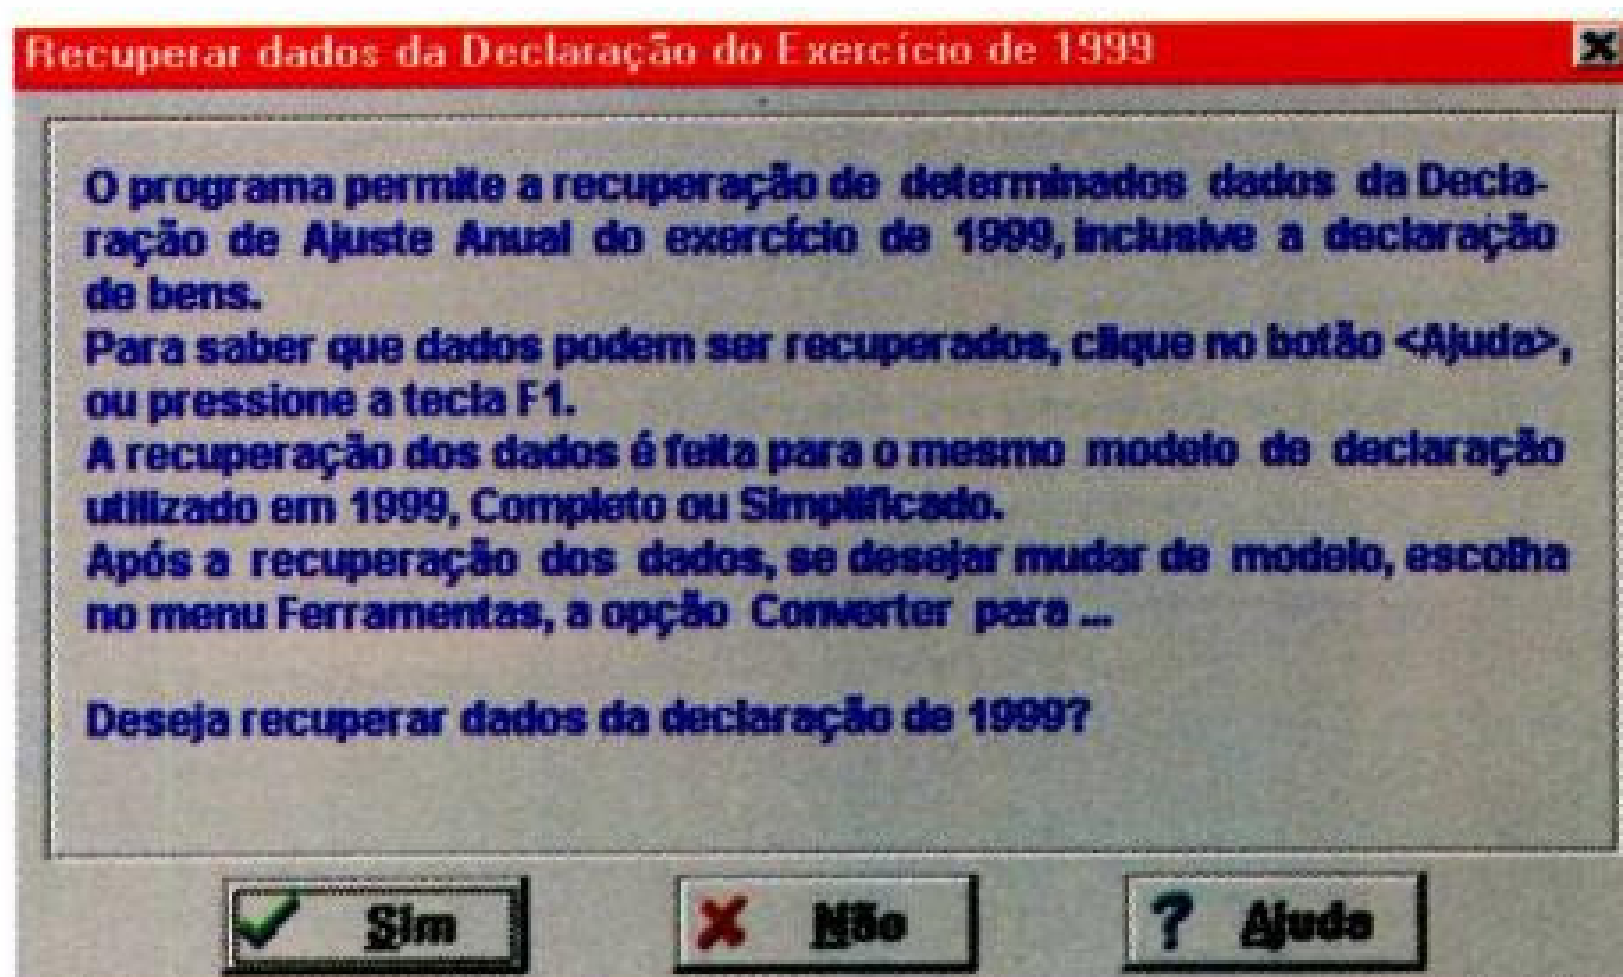 Recuperar dados da Declaração do Exercício de 1999
O programa permite a recuperação de determinados dados da Decla-
ração de Ajuste Anual do exercício de 1999, inclusive a declaração
de bens.
Para saber que dados podem ser recuperados, clique no botão <Ajuda>,
ou pressione a tecla F1.
A recuperação dos dados é feita para o mesmo modelo de declaração
utilizado em 1999, Completo ou Simplificado.
Após a recuperação dos dados, se desejar mudar de modelo, escolha
no menu Ferramentas, a opção Converter para ...
Deseja recuperar dados da declaração de 1999?
Sim Não ? Ajuda